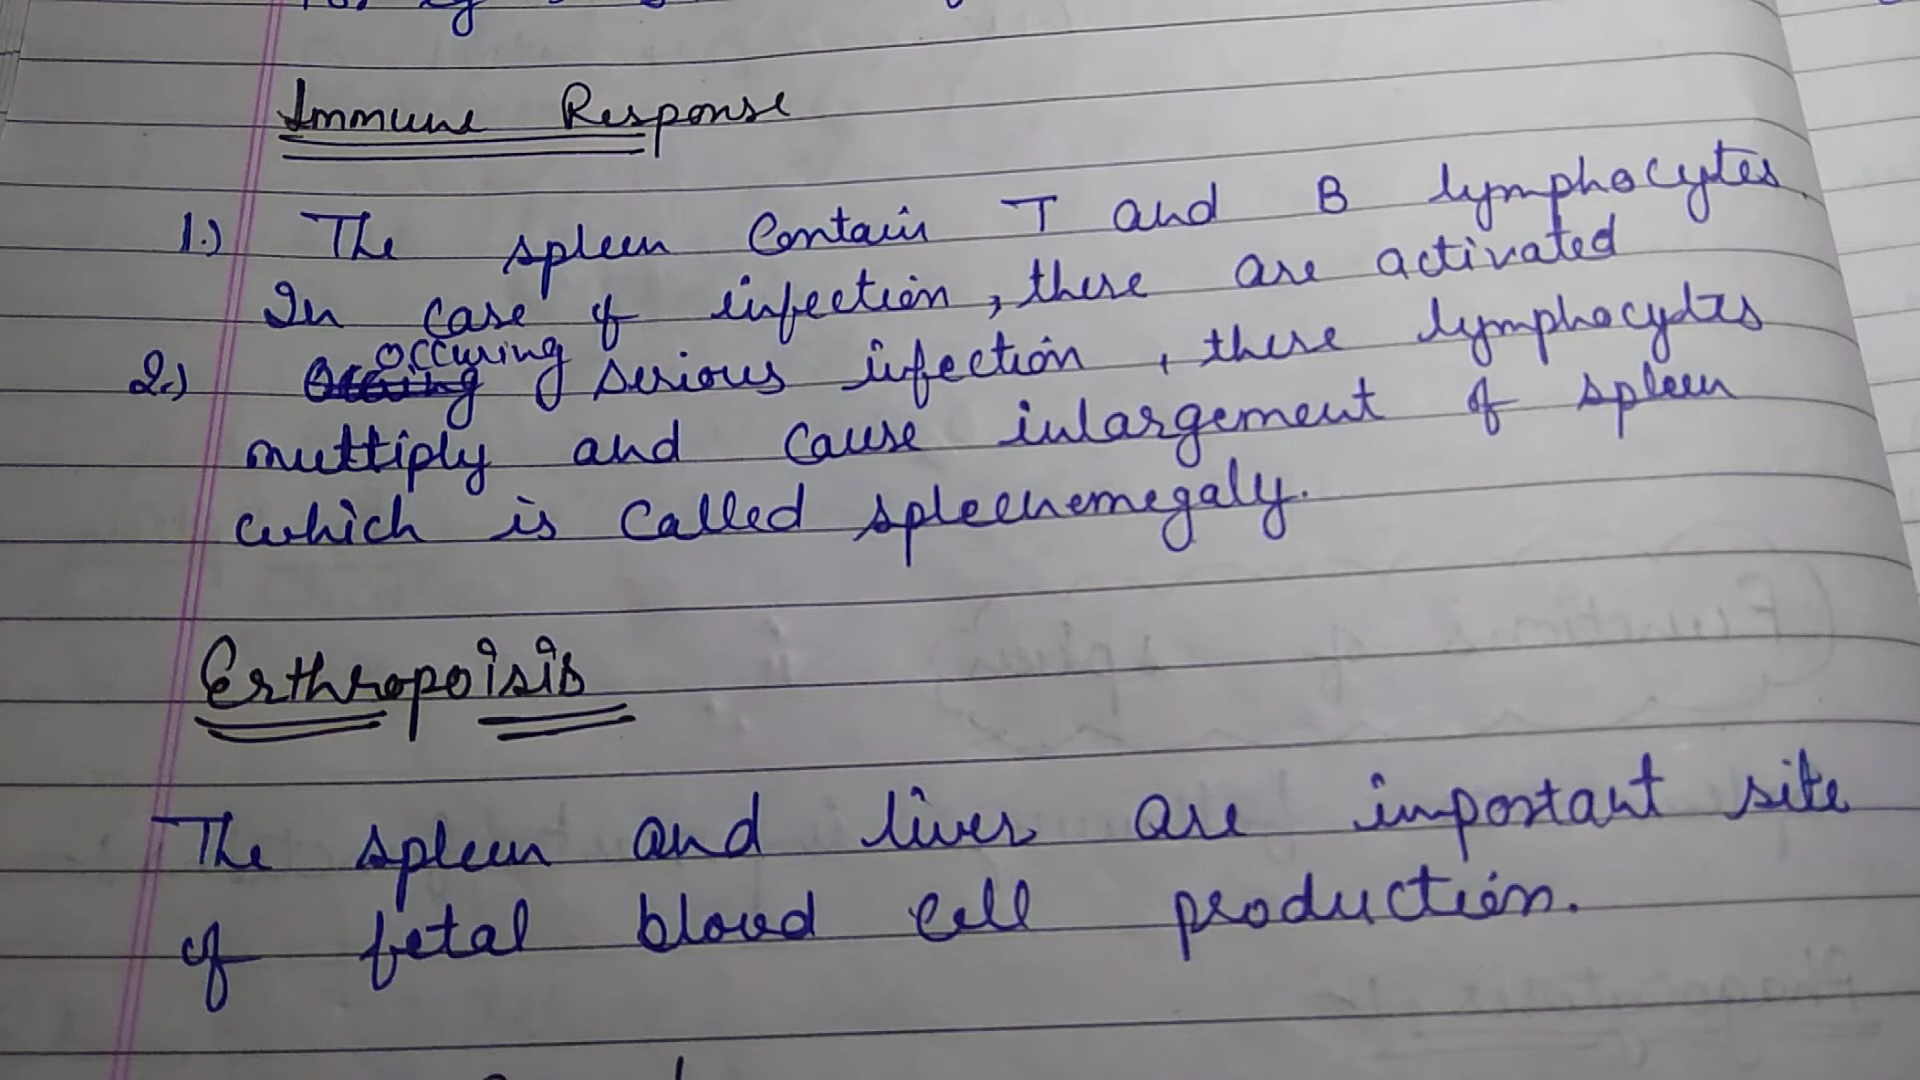 Immune Response
1.) The spleen Contain T and B lymphocytes.
In case of infection, these are activated
2.) Occuring serious infection, these lymphocytes
multiply and cause inlargement of spleen
which is called spleenemegaly.
Erthropoisis
The spleen and liver are important site
of fetal blood cell production.